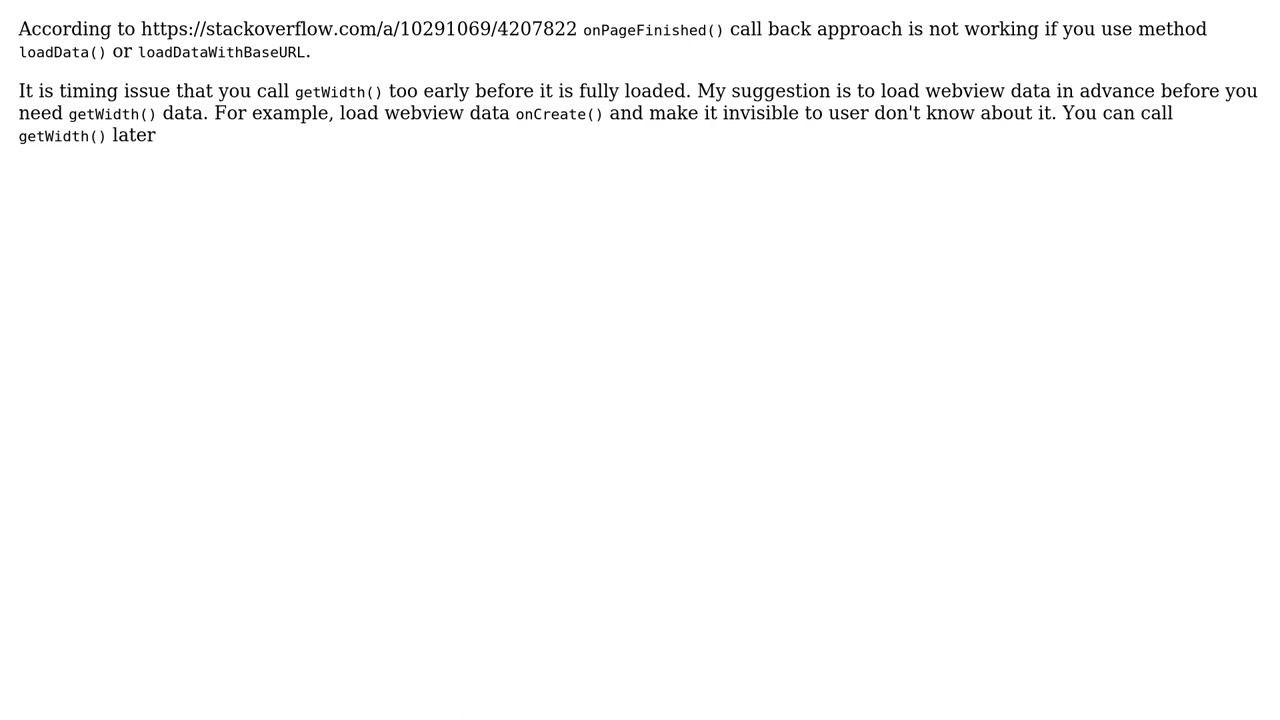 According to https://stackoverflow.com/a/10291069/4207822 onPageFinished() call back approach is not working if you use method
loadData() or loadDataWithBaseURL.
It is timing issue that you call getWidth() too early before it is fully loaded. My suggestion is to load webview data in advance before you
need getWidth() data. For example, load webview data onCreate() and make it invisible to user don't know about it. You can call
getWidth() later